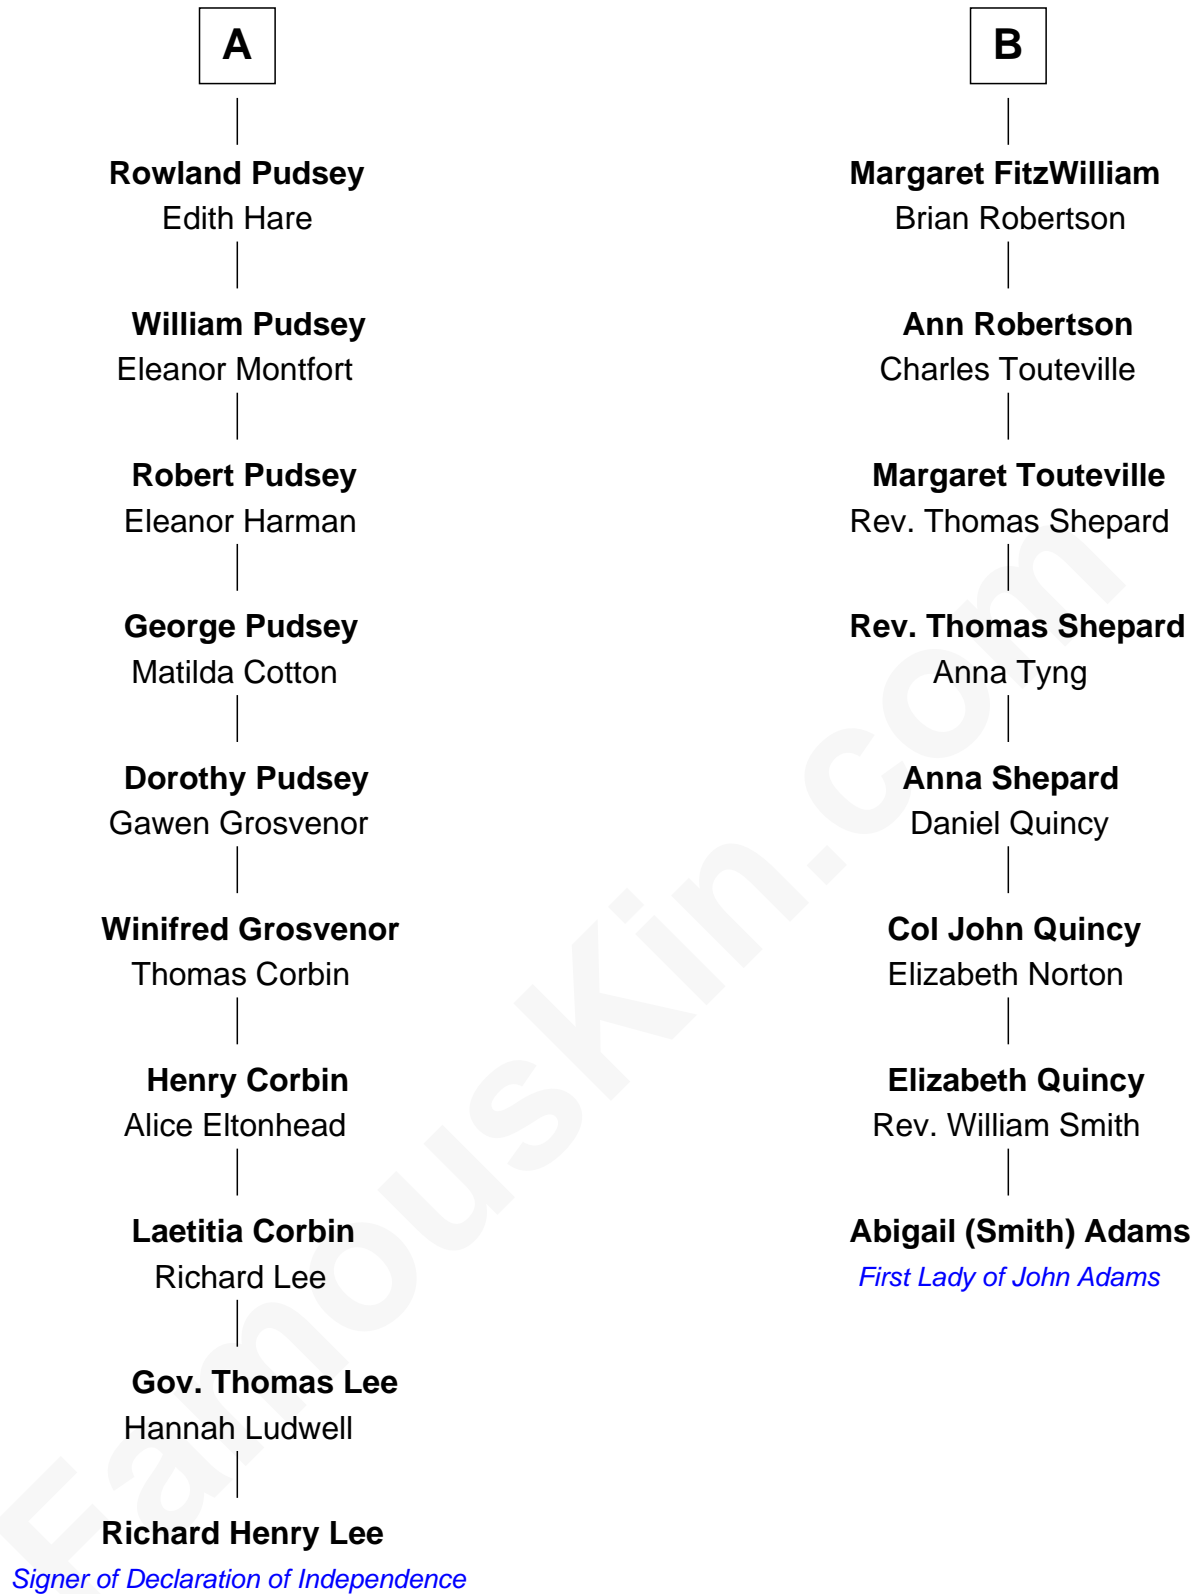 A
Rowland Pudsey
Edith Hare
William Pudsey
Eleanor Montfort
Robert Pudsey
Eleanor Harman
George Pudsey
Matilda Cotton
Dorothy Pudsey
Gawen Grosvenor
Winifred Grosvenor
Thomas Corbin
Henry Corbin
Alice Eltonhead
Laetitia Corbin
Richard Lee
Gov. Thomas Lee
Hannah Ludwell
Richard Henry Lee
Signer of Declaration of Independence
B
Margaret FitzWilliam
Brian Robertson
Ann Robertson
Charles Touteville
Margaret Touteville
Rev. Thomas Shepard
Rev. Thomas Shepard
Anna Tyng
Anna Shepard
Daniel Quincy
Col John Quincy
Elizabeth Norton
Elizabeth Quincy
Rev. William Smith
Abigail (Smith) Adams
First Lady of John Adams
FamousKin.com